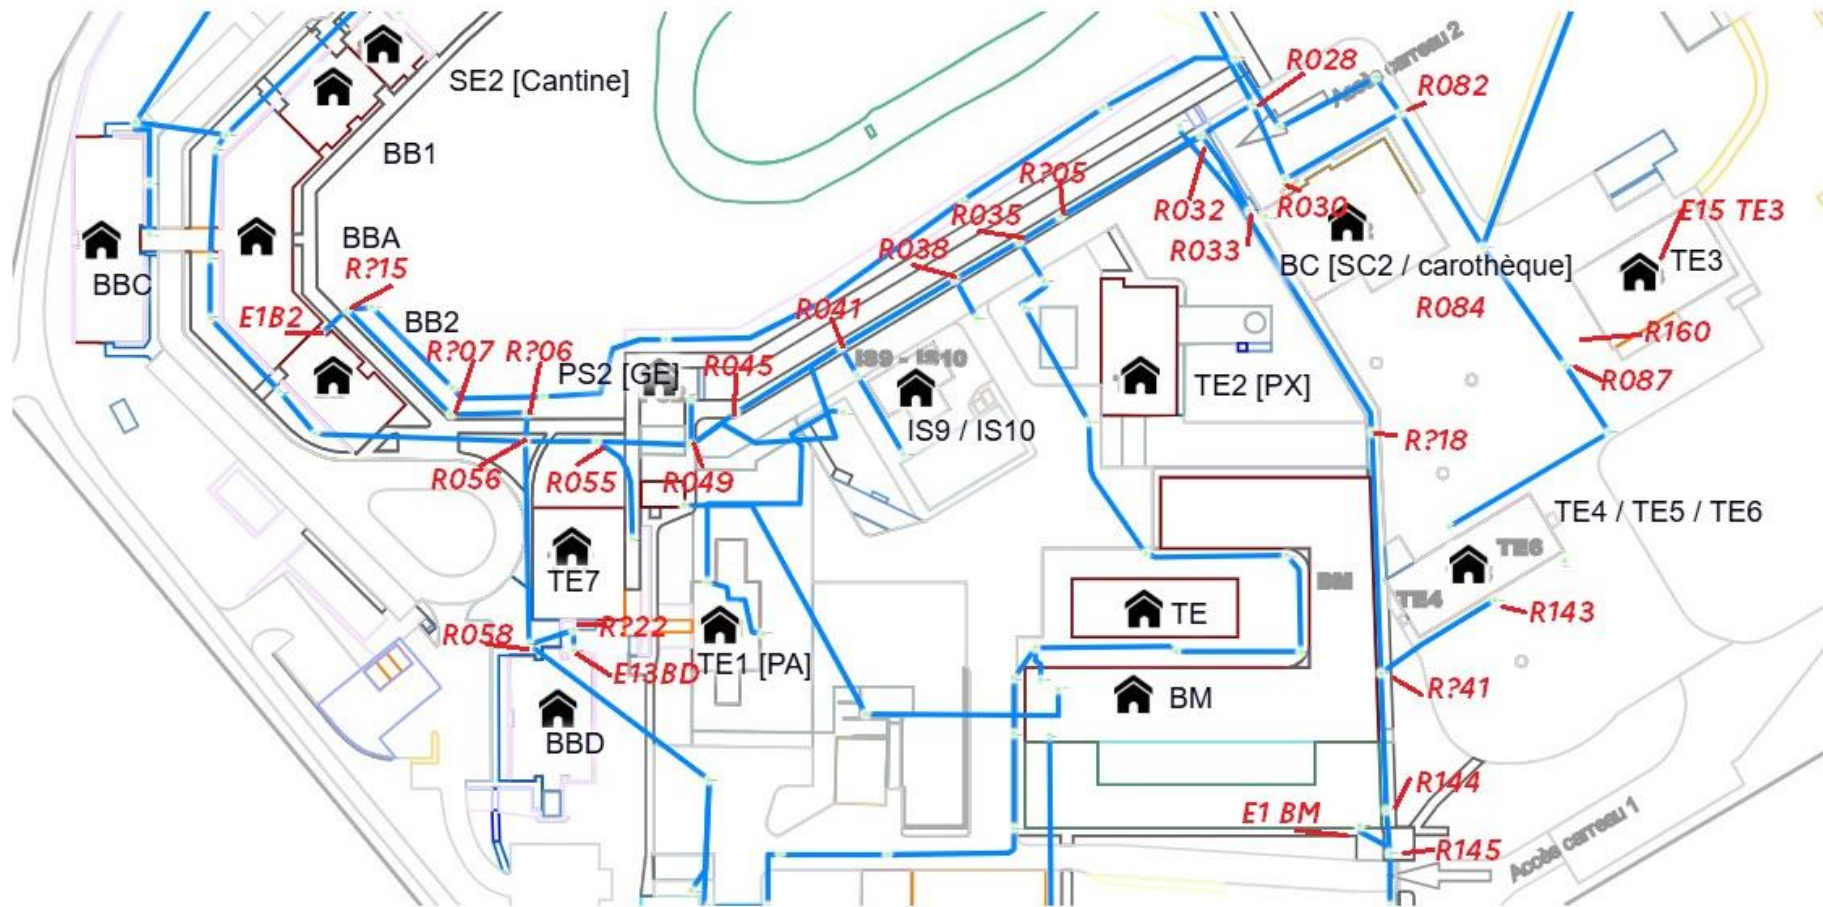 SE2 [Cantine]
R028
Accès carreau 2
R082
BB1
R?05
R035
R032
R030
E15 TE3
BBA
R038
R033
BC [SC2 / carothèque]
TE3
R?15
BBC
E1B2
BB2
R041
R084
R160
R?07
R?06
PS2 [GE]
R045
IS9 - IS10
TE2 [PX]
R087
IS9 / IS10
R?18
R056
R055
R049
TE4 / TE5 / TE6
TE6
TE7
BM
TE4
R058
R?22
TE
R143
TE1 [PA]
E13BD
R?41
BM
BBD
R144
E1 BM
R145
Accès carreau 1